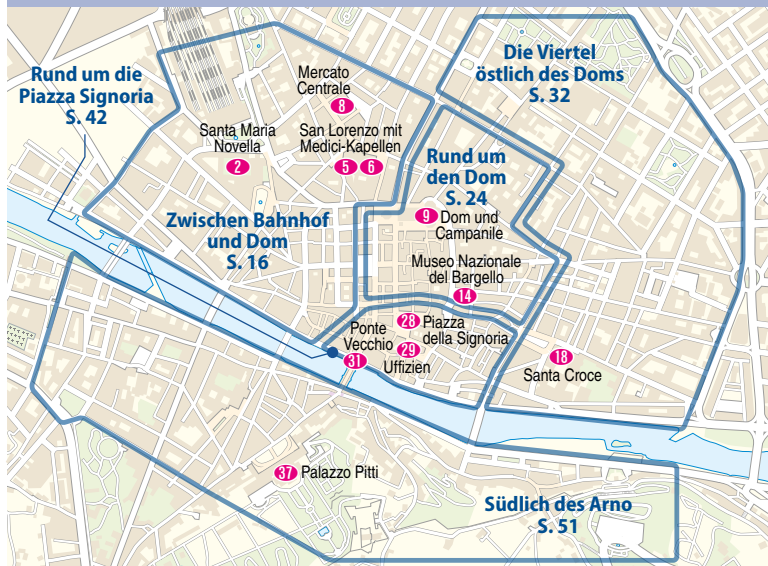 Rund um die
Piazza Signoria
S. 42
Mercato
Centrale
8
Die Viertel
östlich des Doms
S. 32
Santa Maria
Novella
2
San Lorenzo mit
Medici-Kapellen
5 6
Rund um
den Dom
S. 24
Zwischen Bahnhof
und Dom
S. 16
9 Dom und
Campanile
Museo Nazionale
del Bargello
14
Ponte
Vecchio
31
28 Piazza
della Signoria
29
Uffizien
18
Santa Croce
37 Palazzo Pitti
Südlich des Arno
S. 51